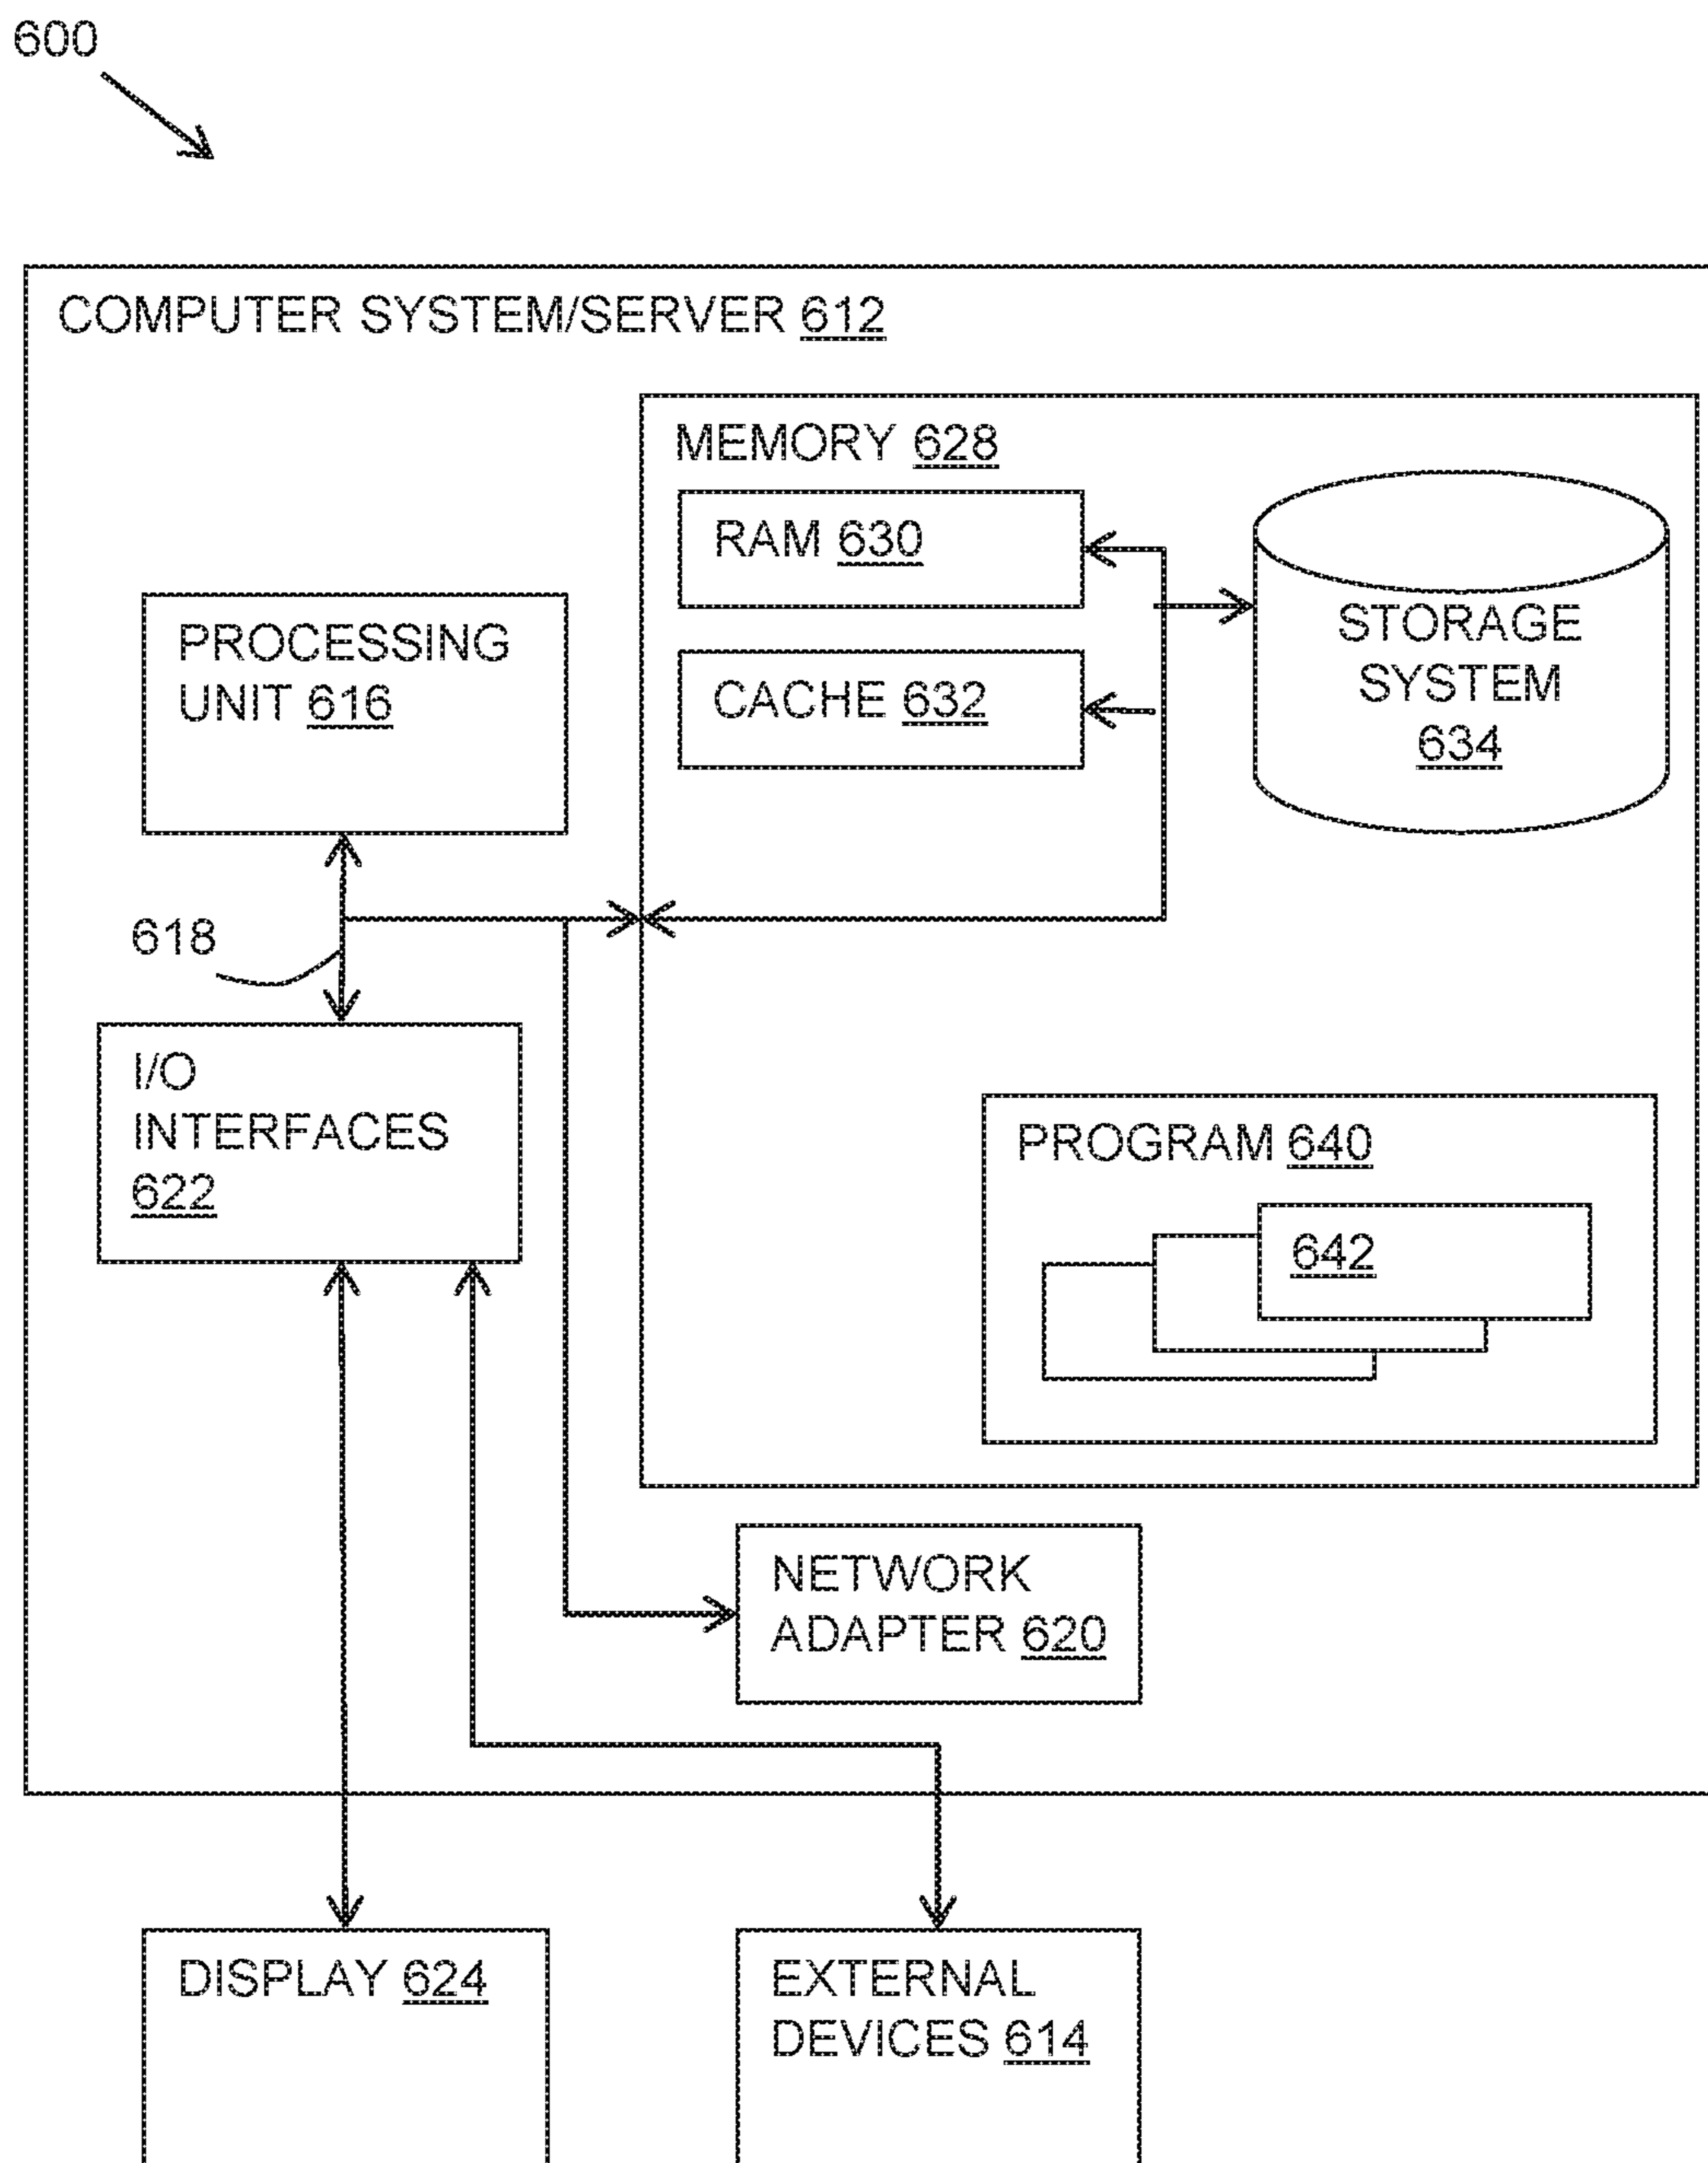 600
COMPUTER SYSTEM/SERVER 612
MEMORY 628
RAM 630
CACHE 632
STORAGE
SYSTEM
634
PROCESSING
UNIT 616
618
I/O
INTERFACES
622
PROGRAM 640
642
NETWORK
ADAPTER 620
DISPLAY 624
EXTERNAL
DEVICES 614